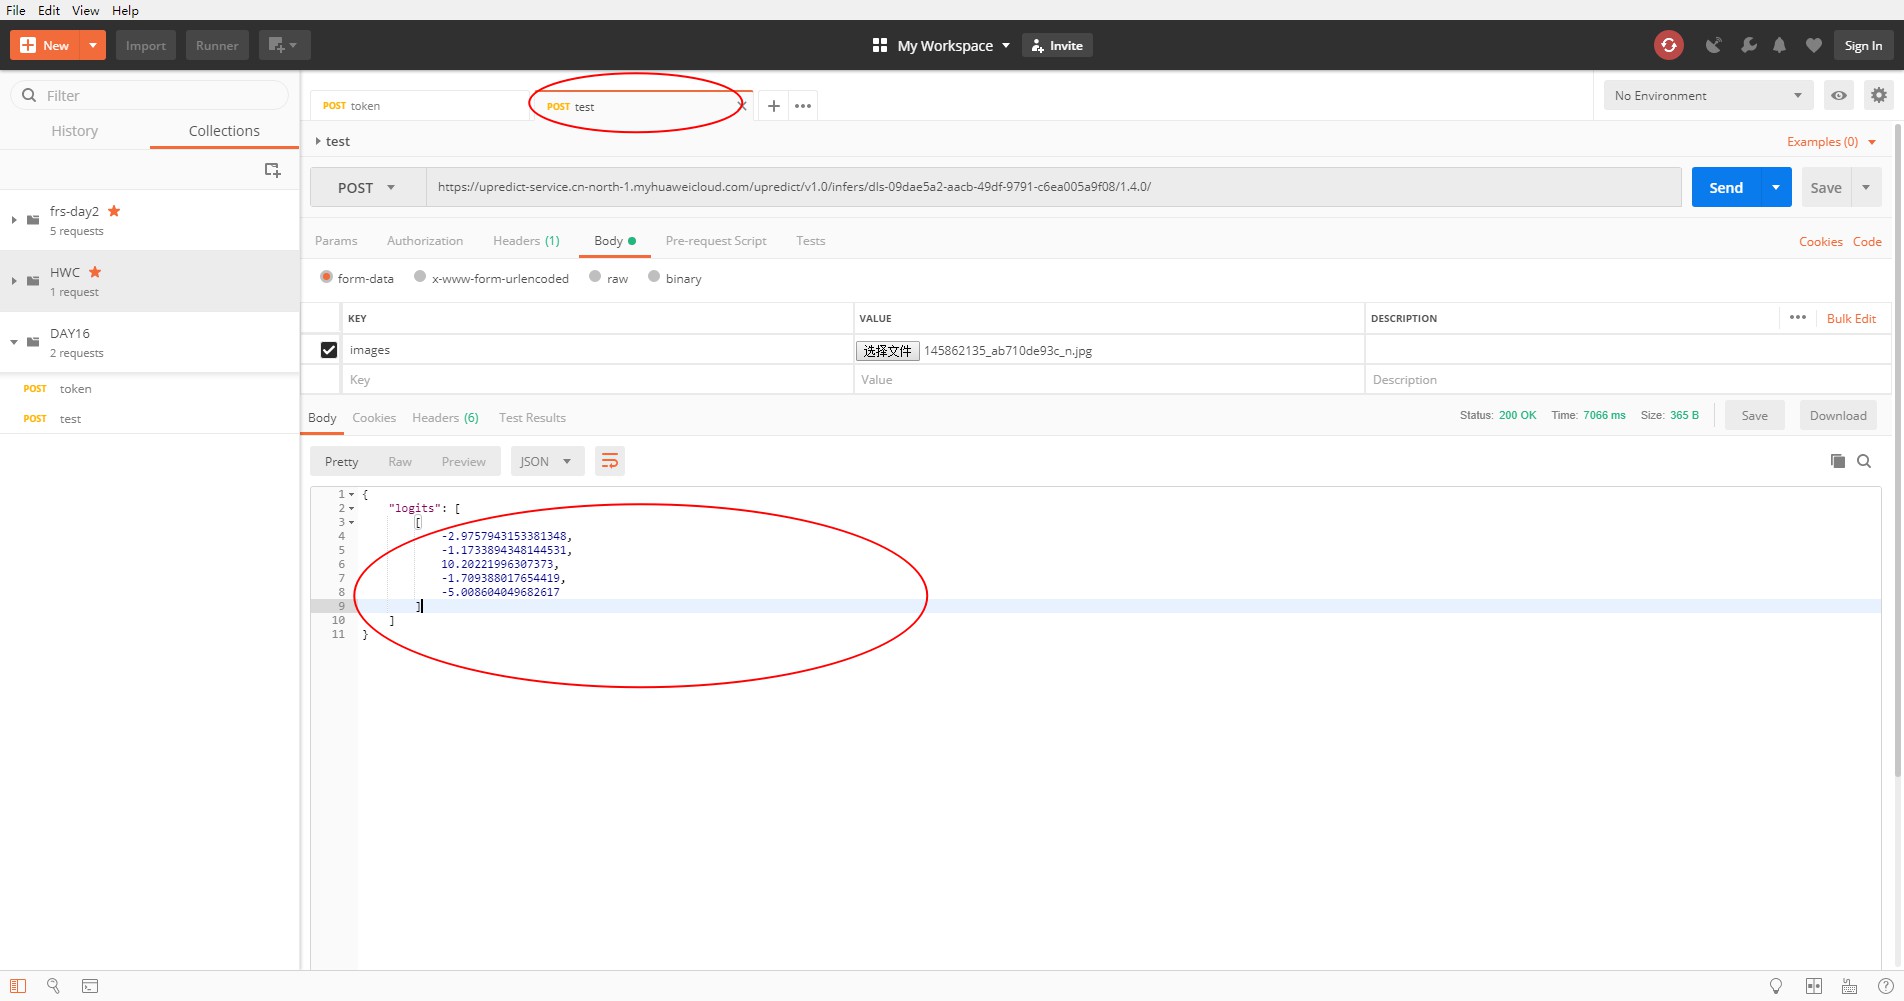 File Edit View Help
New Import Runner My Workspace Invite Sign In
Filter
History Collections
frs-day2
5 requests
HWC
1 request
DAY16
2 requests
POST token
POST test
POST token POST test
No Environment
test
Examples (0)
POST https://upredict-service.cn-north-1.myhuaweicloud.com/upredict/v1.0/infers/dls-09dae5a2-aacb-49df-9791-c6ea005a9f08/1.4.0/ Send Save
Params Authorization Headers (1) Body Pre-request Script Tests Cookies Code
form-data x-www-form-urlencoded raw binary
KEY VALUE DESCRIPTION Bulk Edit
images 选择文件 145862135_ab710de93c_n.jpg
Key Value Description
Body Cookies Headers (6) Test Results Status: 200 OK Time: 7066 ms Size: 365 B Save Download
Pretty Raw Preview JSON
1 {
2 "logits": [
3 [
4 -2.9757943153381348,
5 -1.1733894348144531,
6 10.20221996307373,
7 -1.709388017654419,
8 -5.008604049682617
9 ]
10 ]
11 }